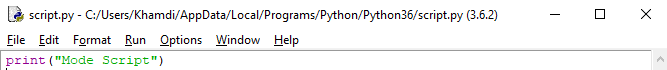 script.py - C:/Users/Khamdi/AppData/Local/Programs/Python/Python36/script.py (3.6.2)
File Edit Format Run Options Window Help
print("Mode Script")